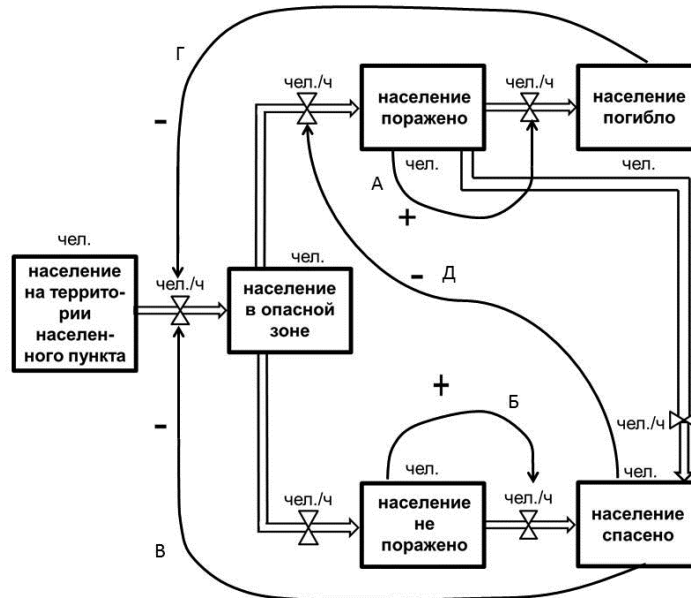 Г
чел./ч
население
поражено
чел./ч
население
погибло
-
чел.
чел.
А
+
чел.
население
на террито-
рии
населен-
ного пункта
чел./ч
чел.
население
в опасной
зоне
-
Д
+
Б
-
чел./ч
чел.
чел.
чел./ч
население
не
поражено
чел./ч
население
спасено
В